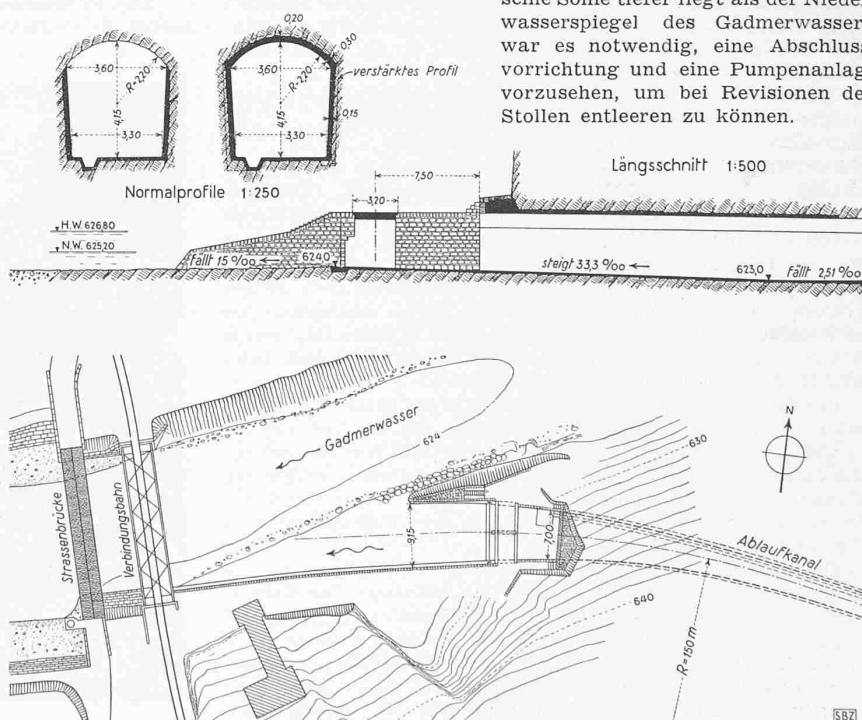 sche Sohle tiefer liegt als der Nieder
wasserspiegel des Gadmerwasser
war es notwendig, eine Abschluss
vorrichtung und eine Pumpenanlag
vorzusehen, um bei Revisionen de
Stollen entleeren zu können.
0,20
0,30
3,60
R=2,20
4,15
3,30
3,60
R=2,20
4,15
3,30
verstärktes Profil
0,15
Normalprofile 1:250
Längsschnitt 1:500
7,50
3,20
H.W. 626,80
N.W. 625,20
fällt 15 ‰
624,0
steigt 33,3 ‰
623,0
fällt 2,51 ‰
Gadmerwasser
624
630
N
Strassenbrücke
Verbindungsbahn
9,15
7,00
Ablaufkanal
640
R=150 m
SBZ